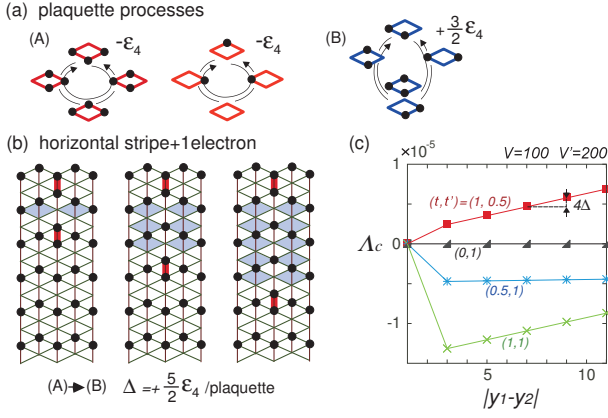 (a) plaquette processes
(A)
-ε₄
-ε₄
(B)
+3/2 ε₄
(b) horizontal stripe+1electron
(A)→(B) Δ =+ 5/2 ε₄ /plaquette
(c)
×10⁻⁵
V=100 V'=200
1
(t,t')=(1, 0.5)
4Δ
Λc
0
(0,1)
(0.5,1)
-1
(1,1)
5 10
|y₁-y₂|